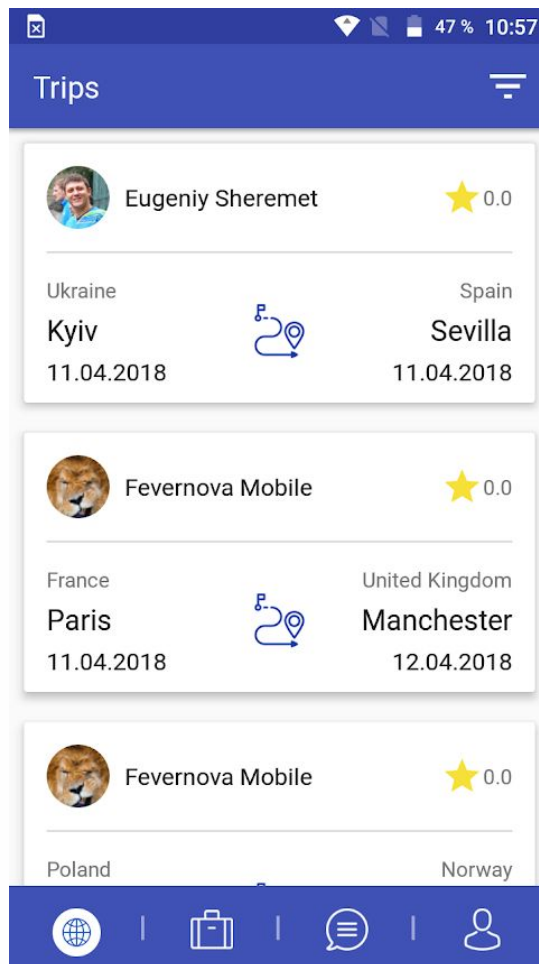 47 % 10:57
Trips
Eugeniy Sheremet 0.0
Ukraine Spain
Kyiv Sevilla
11.04.2018 11.04.2018
Fevernova Mobile 0.0
France United Kingdom
Paris Manchester
11.04.2018 12.04.2018
Fevernova Mobile 0.0
Poland Norway